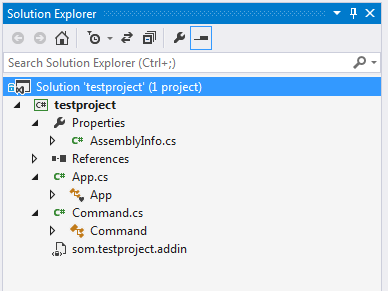 Solution Explorer
Search Solution Explorer (Ctrl+;)
Solution 'testproject' (1 project)
C# testproject
Properties
C# AssemblyInfo.cs
References
C# App.cs
App
C# Command.cs
Command
som.testproject.addin